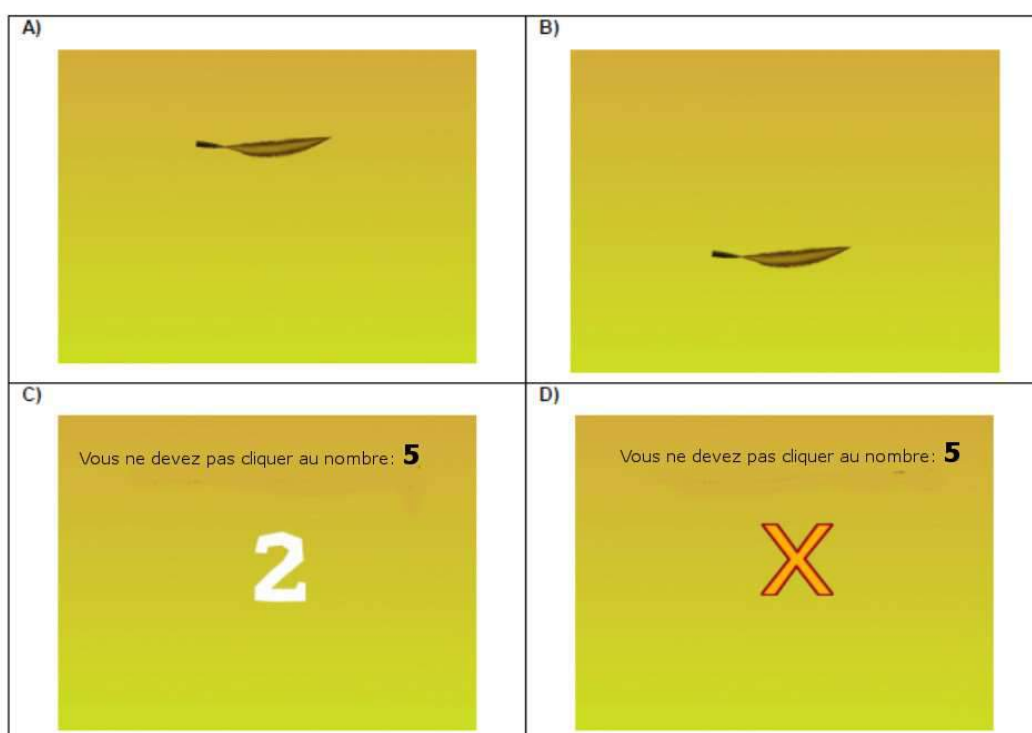 A)
B)
C)
Vous ne devez pas cliquer au nombre: 5
2
D)
Vous ne devez pas cliquer au nombre: 5
X